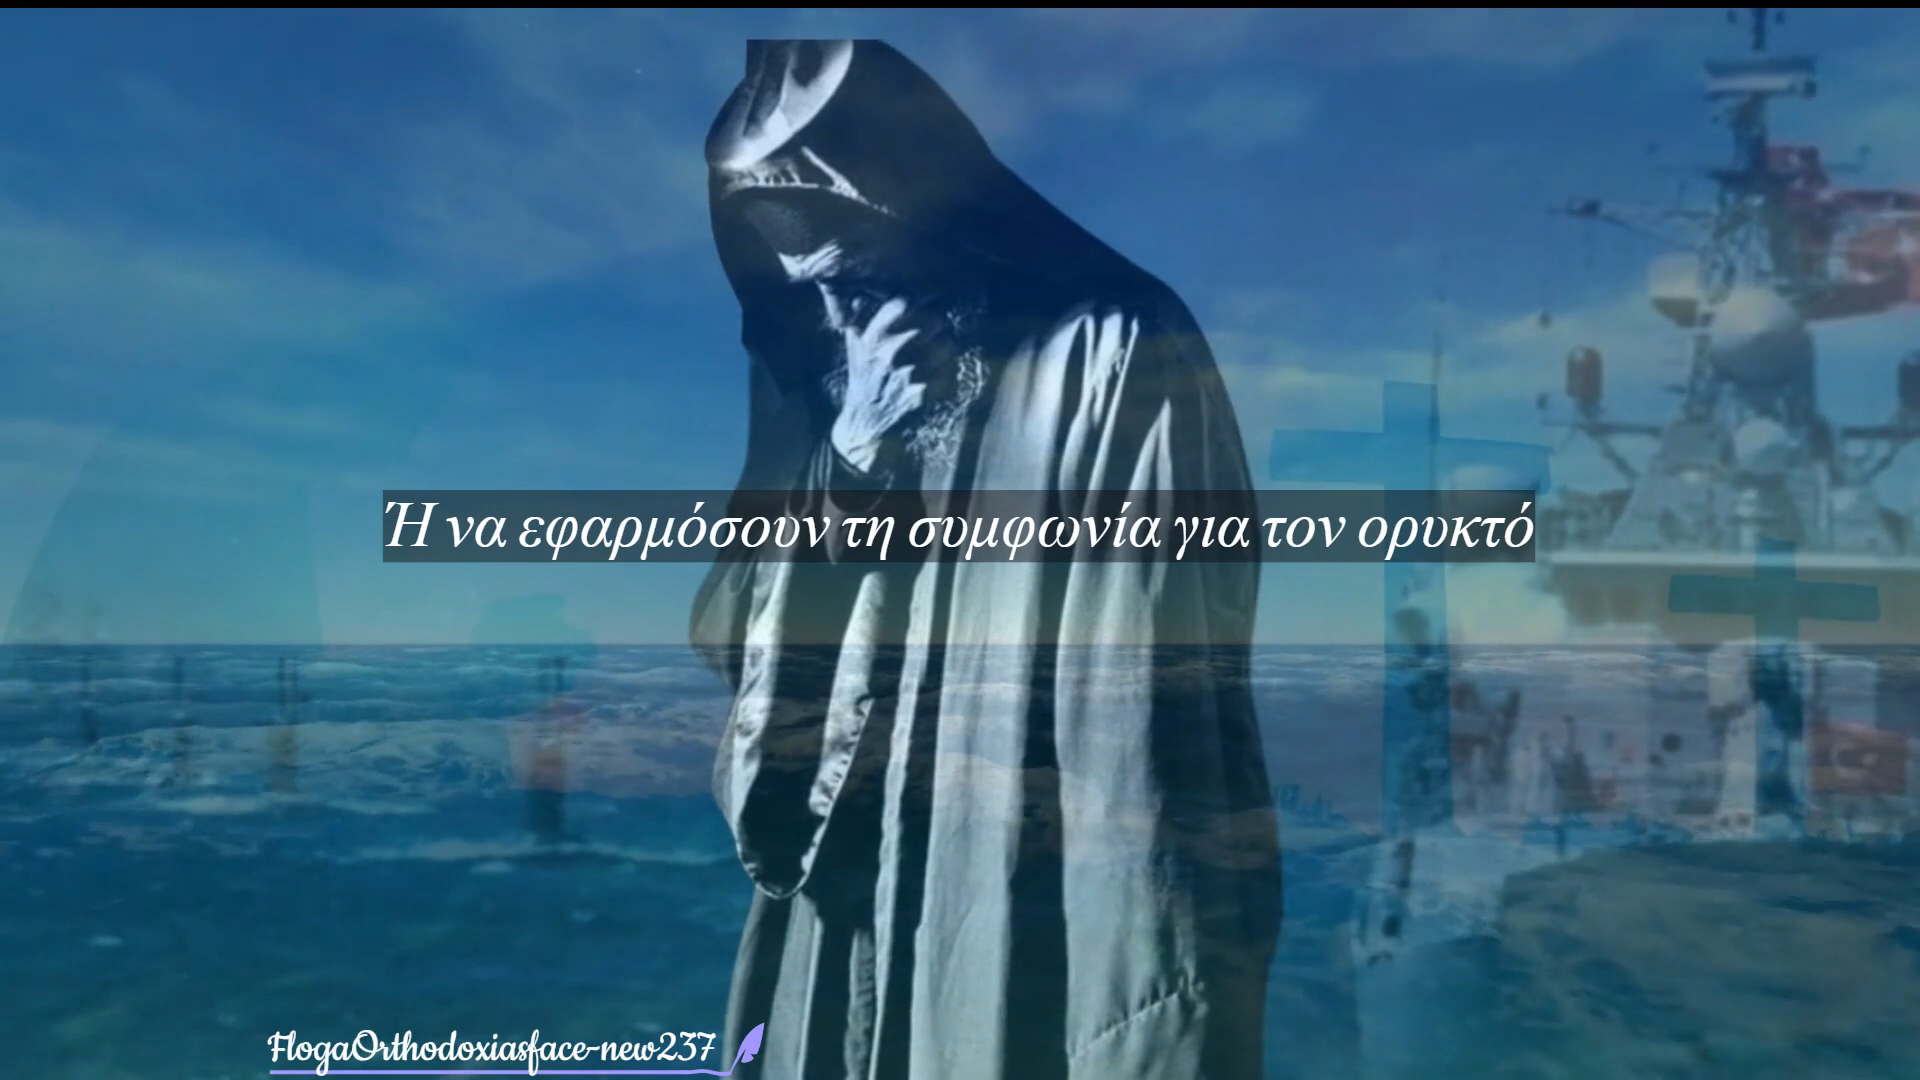 Ή να εφαρμόσουν τη συμφωνία για τον ορυκτό
FlogaOrthodoxiasface-new237